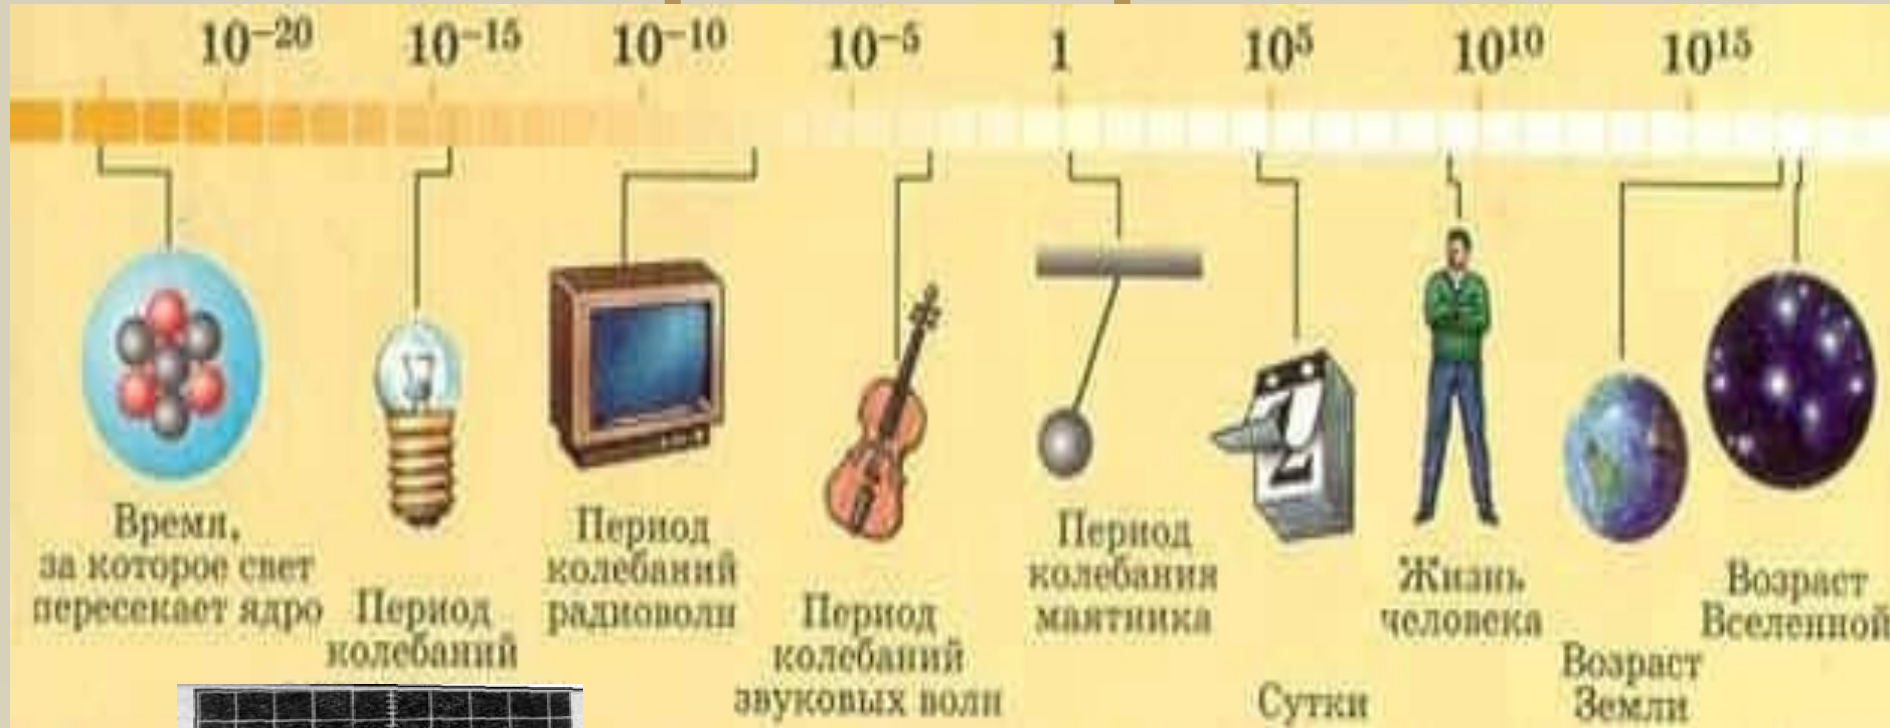 10⁻²⁰ 10⁻¹⁵ 10⁻¹⁰ 10⁻⁵ 1 10⁵ 10¹⁰ 10¹⁵
Время,
за которое свет
пересекает ядро
Период
колебаний
Период
колебаний
радиоволн
Период
колебаний
звуковых волн
Период
колебания
маятника
Сутки
Жизнь
человека
Возраст
Земли
Возраст
Вселенной